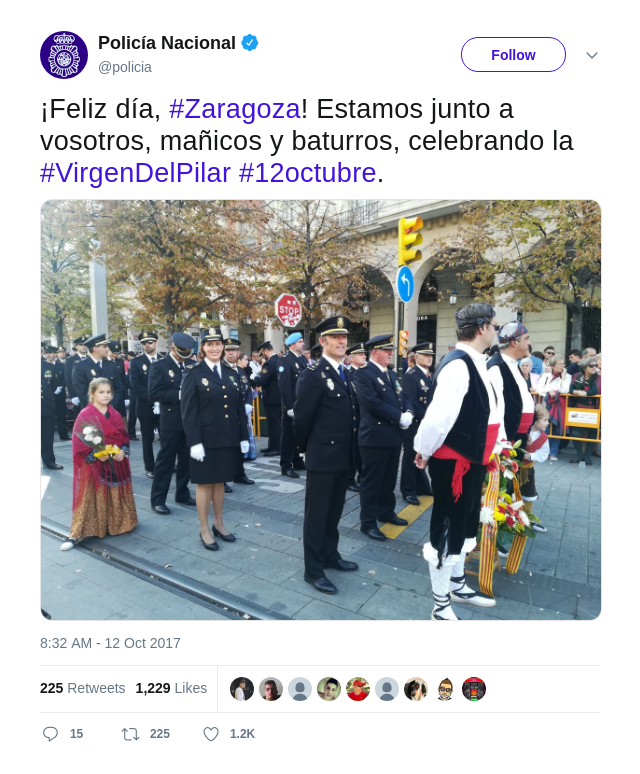 Policía Nacional
@policia
Follow
¡Feliz día, #Zaragoza! Estamos junto a
vosotros, mañicos y baturros, celebrando la
#VirgenDelPilar #12octubre.
STOP
8:32 AM - 12 Oct 2017
225 Retweets 1,229 Likes
15 225 1.2K